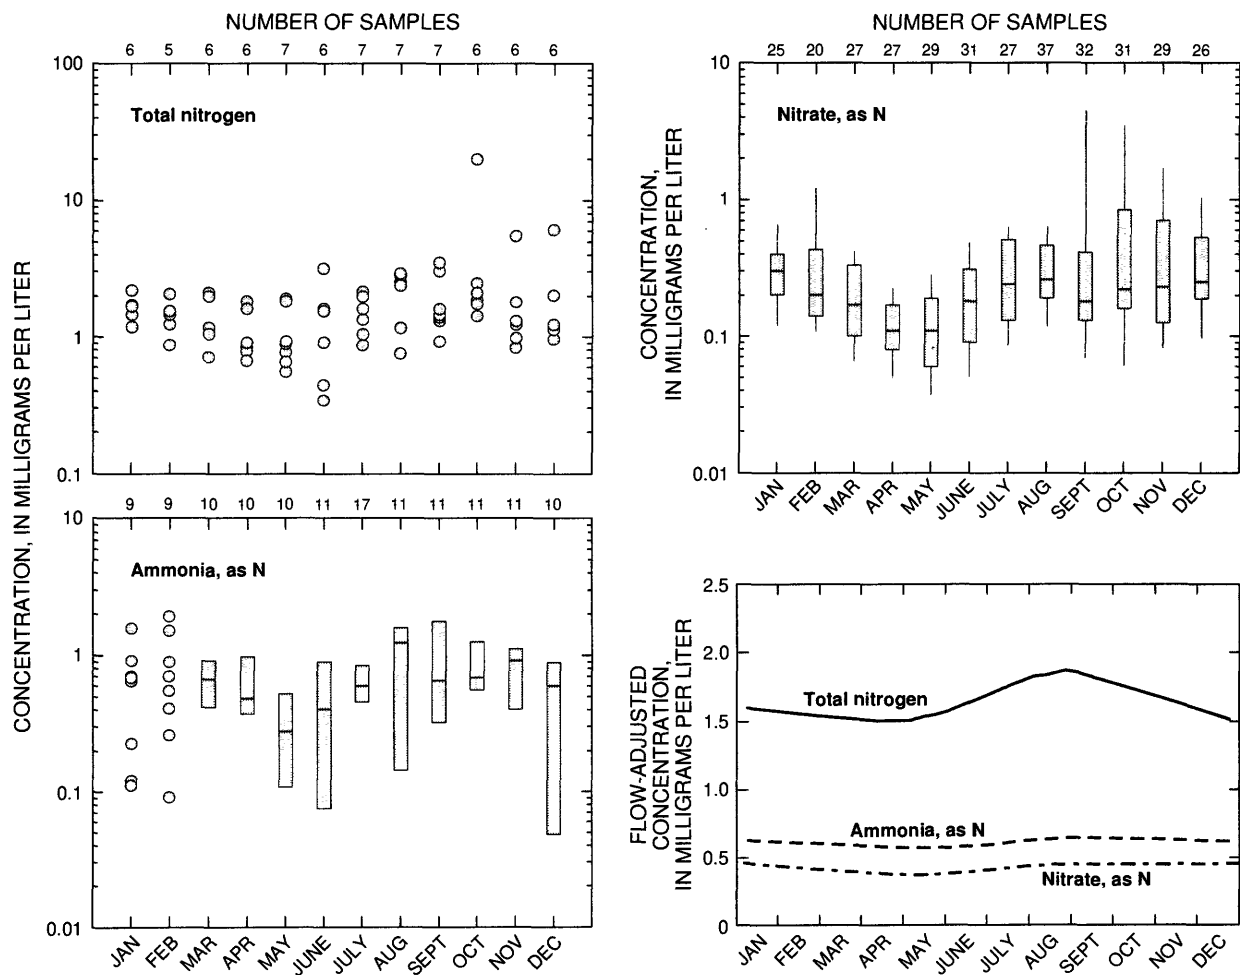 NUMBER OF SAMPLES
6 5 6 6 7 6 7 7 7 6 6 6
100
10
1
0.1
Total nitrogen
CONCENTRATION, IN MILLIGRAMS PER LITER
9 9 10 10 10 11 17 11 11 11 11 10
10
1
0.1
0.01
Ammonia, as N
JAN FEB MAR APR MAY JUNE JULY AUG SEPT OCT NOV DEC
NUMBER OF SAMPLES
25 20 27 27 29 31 27 37 32 31 29 26
10
1
0.1
0.01
Nitrate, as N
CONCENTRATION,
IN MILLIGRAMS PER LITER
JAN FEB MAR APR MAY JUNE JULY AUG SEPT OCT NOV DEC
2.5
2.0
1.5
1.0
0.5
0
FLOW-ADJUSTED
CONCENTRATION,
IN MILLIGRAMS PER LITER
Total nitrogen
Ammonia, as N
Nitrate, as N
JAN FEB MAR APR MAY JUNE JULY AUG SEPT OCT NOV DEC